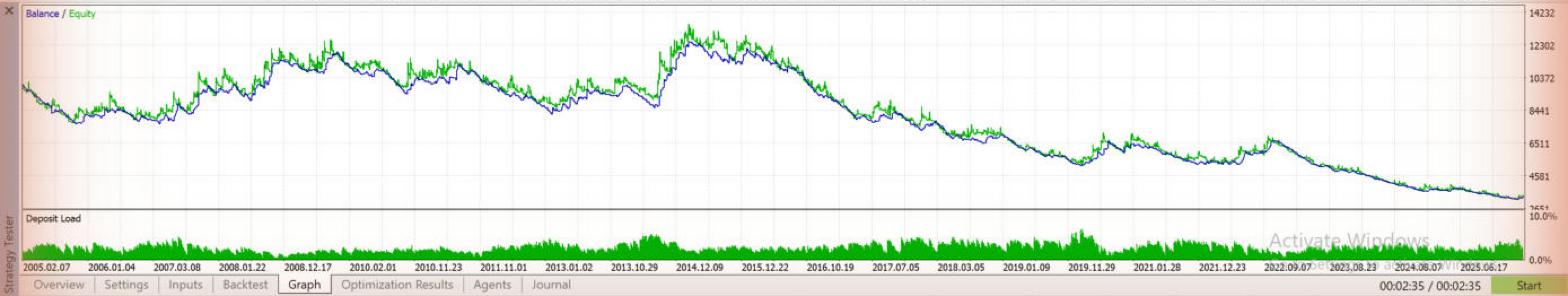 Balance / Equity
14232
12302
10372
8441
6511
4581
2651
Deposit Load
10.0%
0.0%
Activate Windows
2005.02.07 2006.01.04 2007.03.08 2008.01.22 2008.12.17 2010.02.01 2010.11.23 2011.11.01 2013.01.02 2013.10.29 2014.12.09 2015.12.22 2016.10.19 2017.07.05 2018.03.05 2019.01.09 2019.11.29 2021.01.28 2021.12.23 2022.09.07 2023.08.23 2024.08.07 2025.06.17
Strategy Tester
Overview Settings Inputs Backtest Graph Optimization Results Agents Journal 00:02:35 / 00:02:35 Start